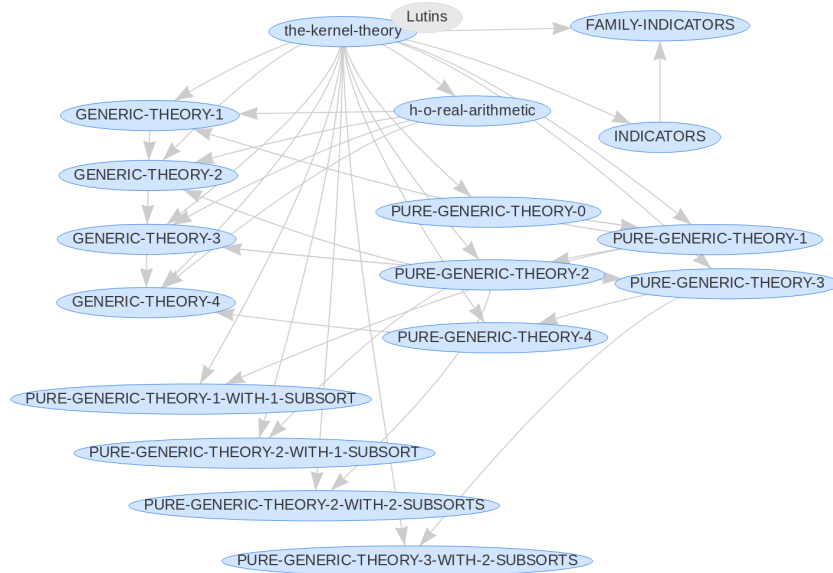 Lutins
the-kernel-theory
FAMILY-INDICATORS
GENERIC-THEORY-1
h-o-real-arithmetic
INDICATORS
GENERIC-THEORY-2
PURE-GENERIC-THEORY-0
GENERIC-THEORY-3
PURE-GENERIC-THEORY-1
PURE-GENERIC-THEORY-2
PURE-GENERIC-THEORY-3
GENERIC-THEORY-4
PURE-GENERIC-THEORY-4
PURE-GENERIC-THEORY-1-WITH-1-SUBSORT
PURE-GENERIC-THEORY-2-WITH-1-SUBSORT
PURE-GENERIC-THEORY-2-WITH-2-SUBSORTS
PURE-GENERIC-THEORY-3-WITH-2-SUBSORTS